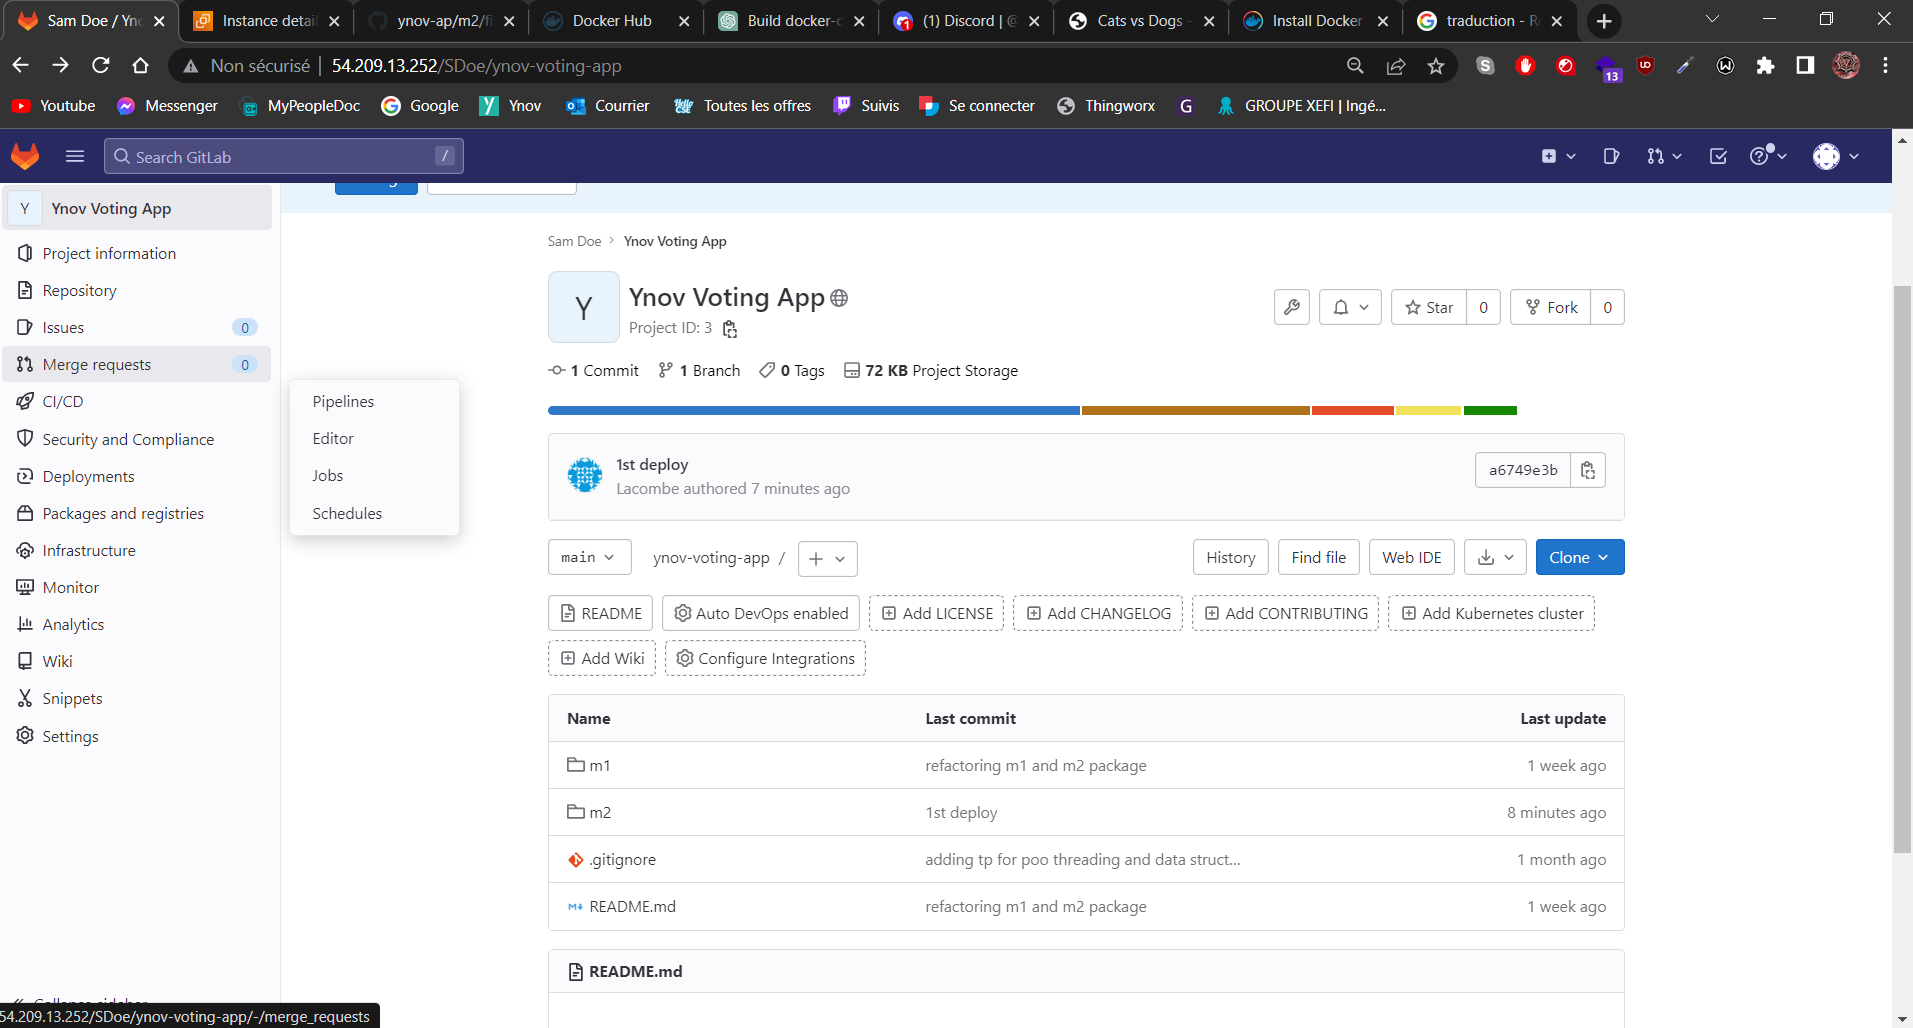 Sam Doe / Ync
Instance detail
ynov-ap/m2/fi
Docker Hub
Build docker-c
(1) Discord | @
Cats vs Dogs -
Install Docker
traduction - Re
Non sécurisé
54.209.13.252/SDoe/ynov-voting-app
13
Youtube
Messenger
MyPeopleDoc
Google
Ynov
Courrier
Toutes les offres
Suivis
Se connecter
Thingworx
G
GROUPE XEFI | Ingé...
Search GitLab
/
Y
Ynov Voting App
Project information
Repository
Issues 0
Merge requests 0
CI/CD
Security and Compliance
Deployments
Packages and registries
Infrastructure
Monitor
Analytics
Wiki
Snippets
Settings
Collapse sidebar
54.209.13.252/SDoe/ynov-voting-app/-/merge_requests
Pipelines
Editor
Jobs
Schedules
Sam Doe > Ynov Voting App
Y
Ynov Voting App
Project ID: 3
Star 0
Fork 0
1 Commit 1 Branch 0 Tags 72 KB Project Storage
1st deploy
Lacombe authored 7 minutes ago
a6749e3b
main
ynov-voting-app /
History
Find file
Web IDE
Clone
README
Auto DevOps enabled
Add LICENSE
Add CHANGELOG
Add CONTRIBUTING
Add Kubernetes cluster
Add Wiki
Configure Integrations
Name Last commit Last update
m1 refactoring m1 and m2 package 1 week ago
m2 1st deploy 8 minutes ago
.gitignore adding tp for poo threading and data struct... 1 month ago
README.md refactoring m1 and m2 package 1 week ago
README.md